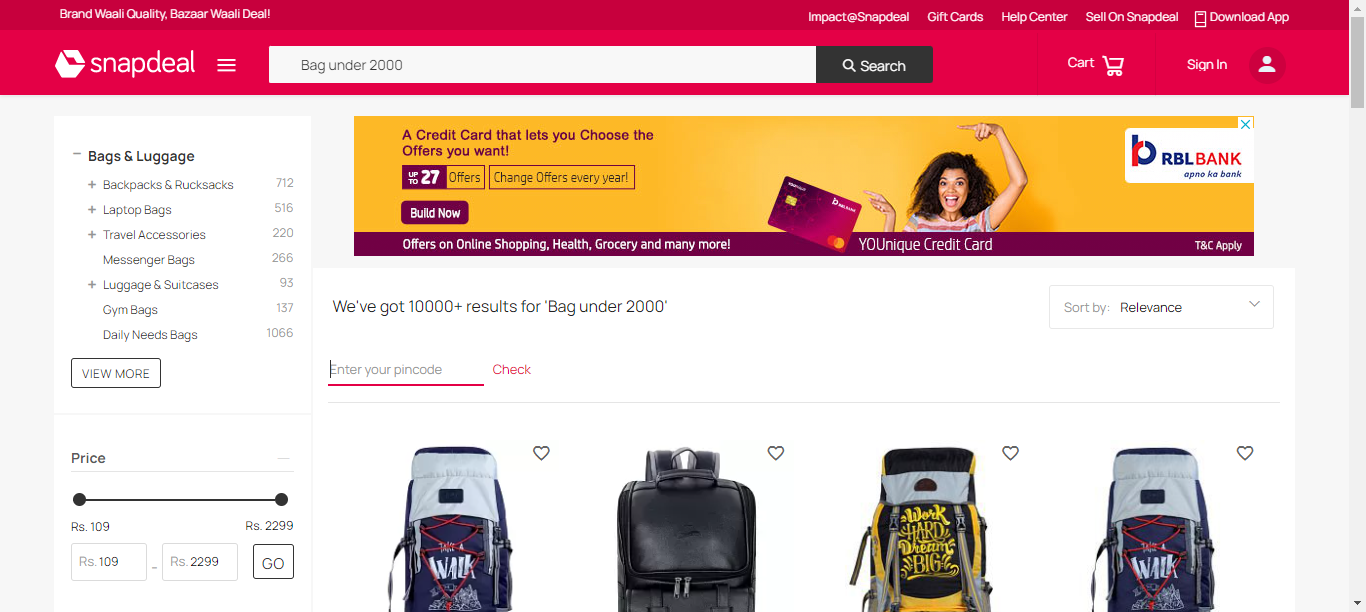 Brand Waali Quality, Bazaar Waali Deal!
Impact@Snapdeal Gift Cards Help Center Sell On Snapdeal Download App
snapdeal
Bag under 2000
Search
Cart
Sign In
Bags & Luggage
Backpacks & Rucksacks 712
Laptop Bags 516
Travel Accessories 220
Messenger Bags 266
Luggage & Suitcases 93
Gym Bags 137
Daily Needs Bags 1066
VIEW MORE
Price
Rs. 109 Rs. 2299
Rs. 109 - Rs. 2299 GO
A Credit Card that lets you Choose the
Offers you want!
UP TO 27 Offers Change Offers every year!
Build Now
Offers on Online Shopping, Health, Grocery and many more!
YOUnique Credit Card
T&C Apply
RBLBANK
apno ka bank
RBLBANK
We've got 10000+ results for 'Bag under 2000'
Sort by: Relevance
Enter your pincode Check
TAKE A
WALK
Work
HARD
Dream
BIG
TAKE A
WALK